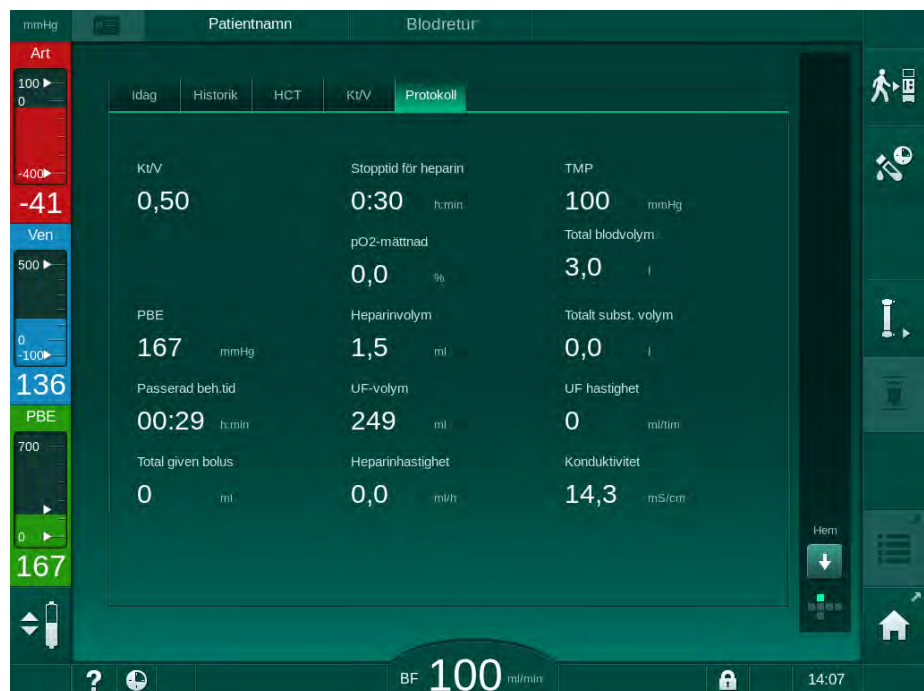 mmHg Patientnamn Blodretur
Art
100
0
-400
-41
Ven
500
0
-100
136
PBE
700
0
167
Idag Historik HCT Kt/V Protokoll
Kt/V Stopptid för heparin TMP
0,50 0:30 h:min 100 mmHg
pO2-mättnad Total blodvolym
0,0 % 3,0 l
PBE Heparinvolym Totalt subst. volym
167 mmHg 1,5 ml 0,0 l
Passerad beh.tid UF-volym UF hastighet
00:29 h:min 249 ml 0 ml/tim
Total given bolus Heparinhastighet Konduktivitet
0 ml 0,0 ml/h 14,3 mS/cm
Hem
? BF 100 ml/min 14:07